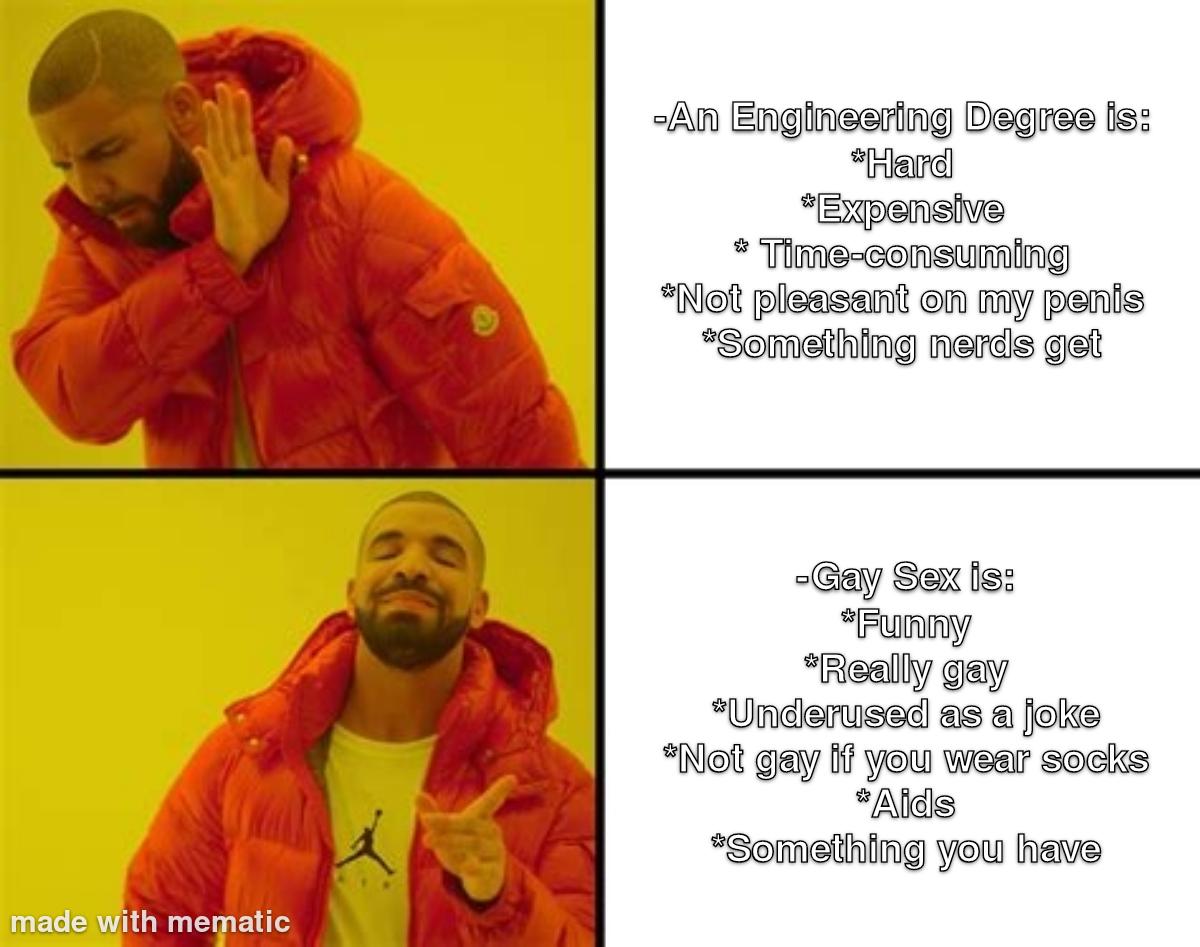 -An Engineering Degree is:
*Hard
*Expensive
* Time-consuming
*Not pleasant on my penis
*Something nerds get
-Gay Sex is:
*Funny
*Really gay
*Underused as a joke
*Not gay if you wear socks
*Aids
*Something you have
made with mematic